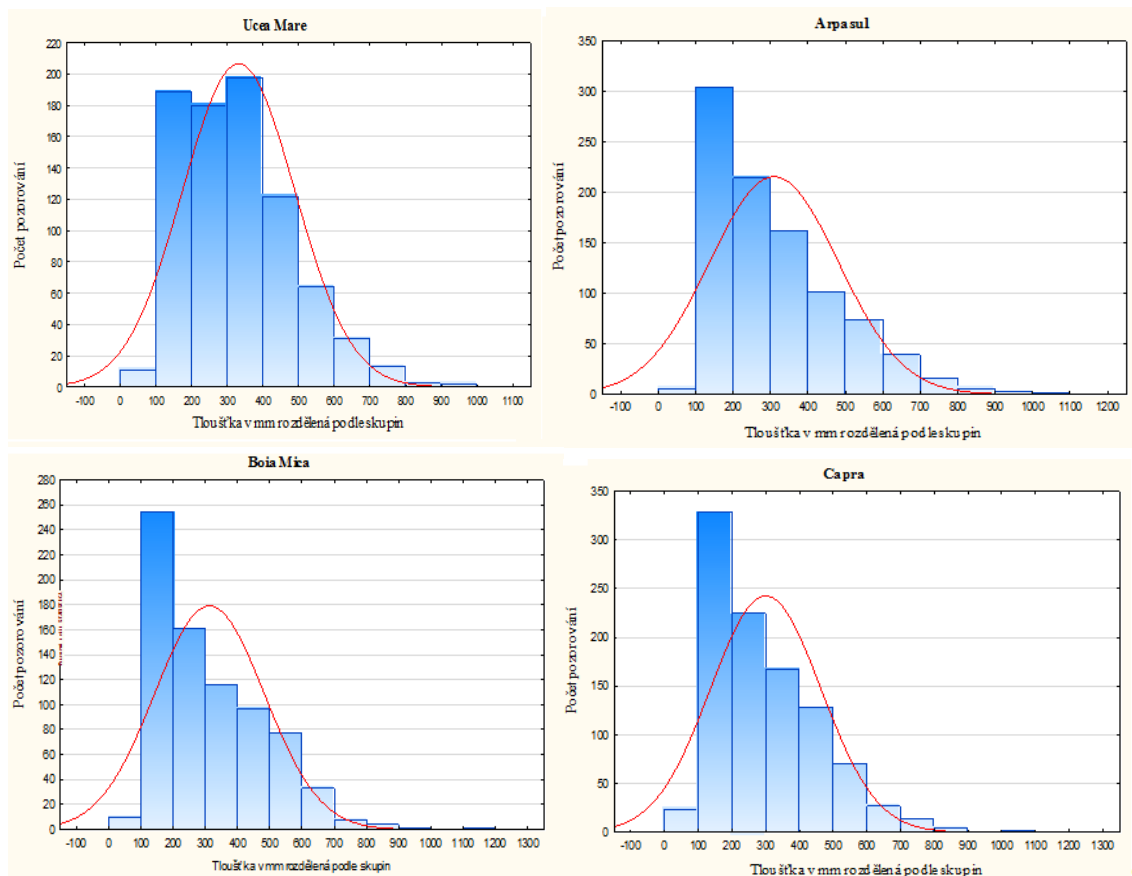 Ucea Mare
220
200
180
160
140
120
100
80
60
40
20
0
Počet pozorování
-100 0 100 200 300 400 500 600 700 800 900 1000 1100
Tloušťka v mm rozdělená podle skupin
Arpasul
350
300
250
200
150
100
50
0
Počet pozorování
-100 0 100 200 300 400 500 600 700 800 900 1000 1100 1200
Tloušťka v mm rozdělená podle skupin
Boia Mica
280
260
240
220
200
180
160
140
120
100
80
60
40
20
0
Počet pozorování
-100 0 100 200 300 400 500 600 700 800 900 1000 1100 1200 1300
Tloušťka v mm rozdělená podle skupin
Capra
350
300
250
200
150
100
50
0
Počet pozorování
-100 0 100 200 300 400 500 600 700 800 900 1000 1100 1200 1300
Tloušťka v mm rozdělená podle skupin